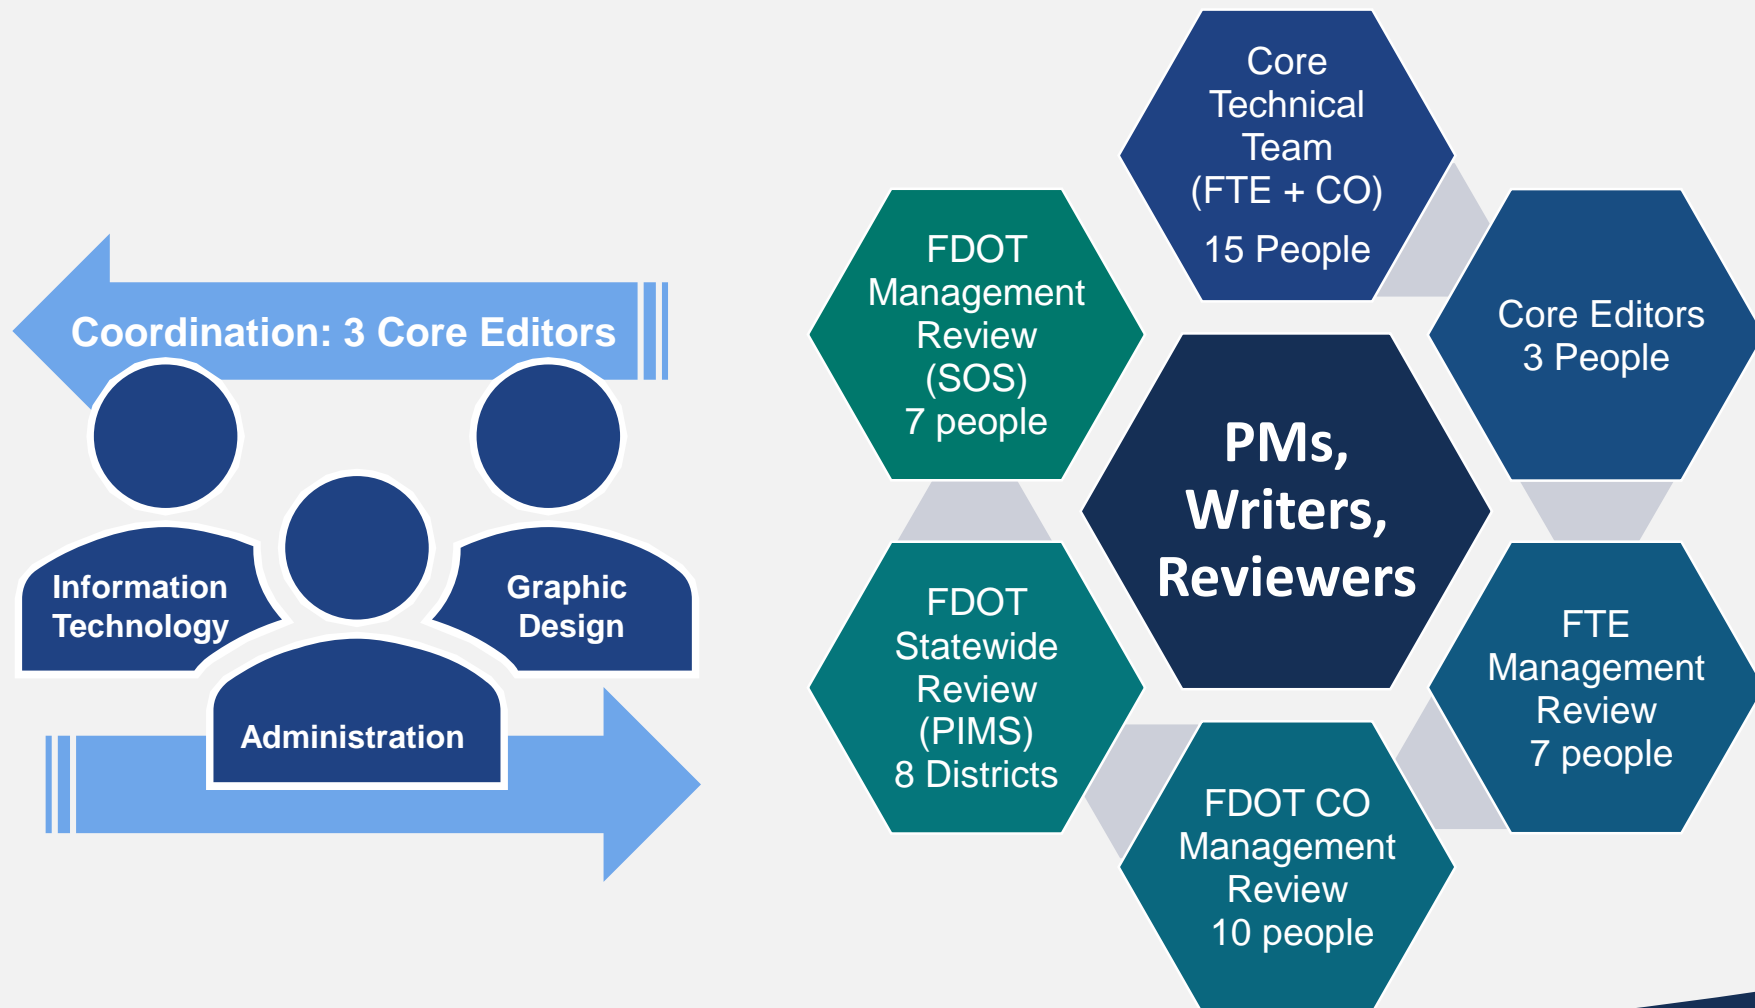 Coordination: 3 Core Editors
Information
Technology
Graphic
Design
Administration
Core
Technical
Team
(FTE + CO)
15 People
Core Editors
3 People
FTE
Management
Review
7 people
FDOT CO
Management
Review
10 people
FDOT
Statewide
Review
(PIMS)
8 Districts
FDOT
Management
Review
(SOS)
7 people
PMs,
Writers,
Reviewers